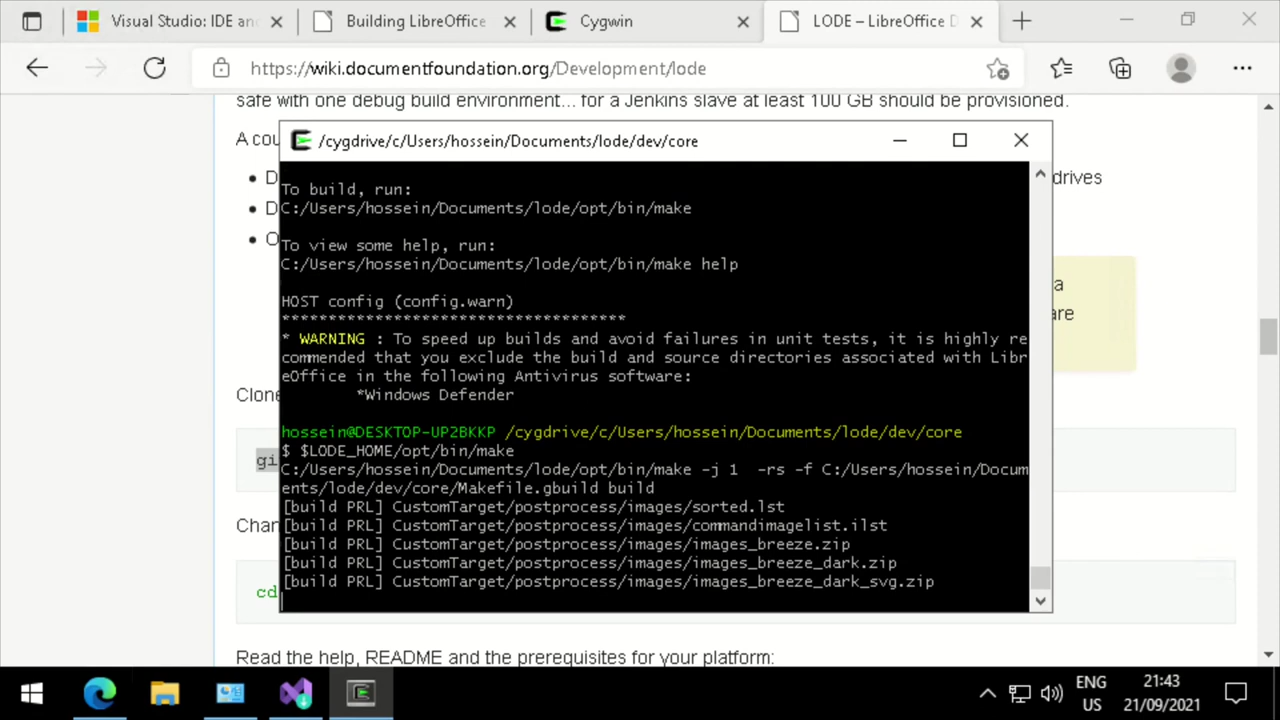 Visual Studio: IDE an
Building LibreOffice
Cygwin
LODE – LibreOffice D
https://wiki.documentfoundation.org/Development/lode
safe with one debug build environment... for a Jenkins slave at least 100 GB should be provisioned.
A cou
/cygdrive/c/Users/hossein/Documents/lode/dev/core
D
drives
D
O
a
are
To build, run:
C:/Users/hossein/Documents/lode/opt/bin/make
To view some help, run:
C:/Users/hossein/Documents/lode/opt/bin/make help
HOST config (config.warn)
*************************************
* WARNING : To speed up builds and avoid failures in unit tests, it is highly re
commended that you exclude the build and source directories associated with Libr
eOffice in the following Antivirus software:
*Windows Defender
Clone
hossein@DESKTOP-UP2BKKP /cygdrive/c/Users/hossein/Documents/lode/dev/core
$ $LODE_HOME/opt/bin/make
gi
C:/Users/hossein/Documents/lode/opt/bin/make -j 1  -rs -f C:/Users/hossein/Docum
ents/lode/dev/core/Makefile.gbuild build
[build PRL] CustomTarget/postprocess/images/sorted.lst
Chan
[build PRL] CustomTarget/postprocess/images/commandimagelist.ilst
[build PRL] CustomTarget/postprocess/images/images_breeze.zip
[build PRL] CustomTarget/postprocess/images/images_breeze_dark.zip
[build PRL] CustomTarget/postprocess/images/images_breeze_dark_svg.zip
cd
Read the help, README and the prerequisites for your platform:
ENG
US
21:43
21/09/2021